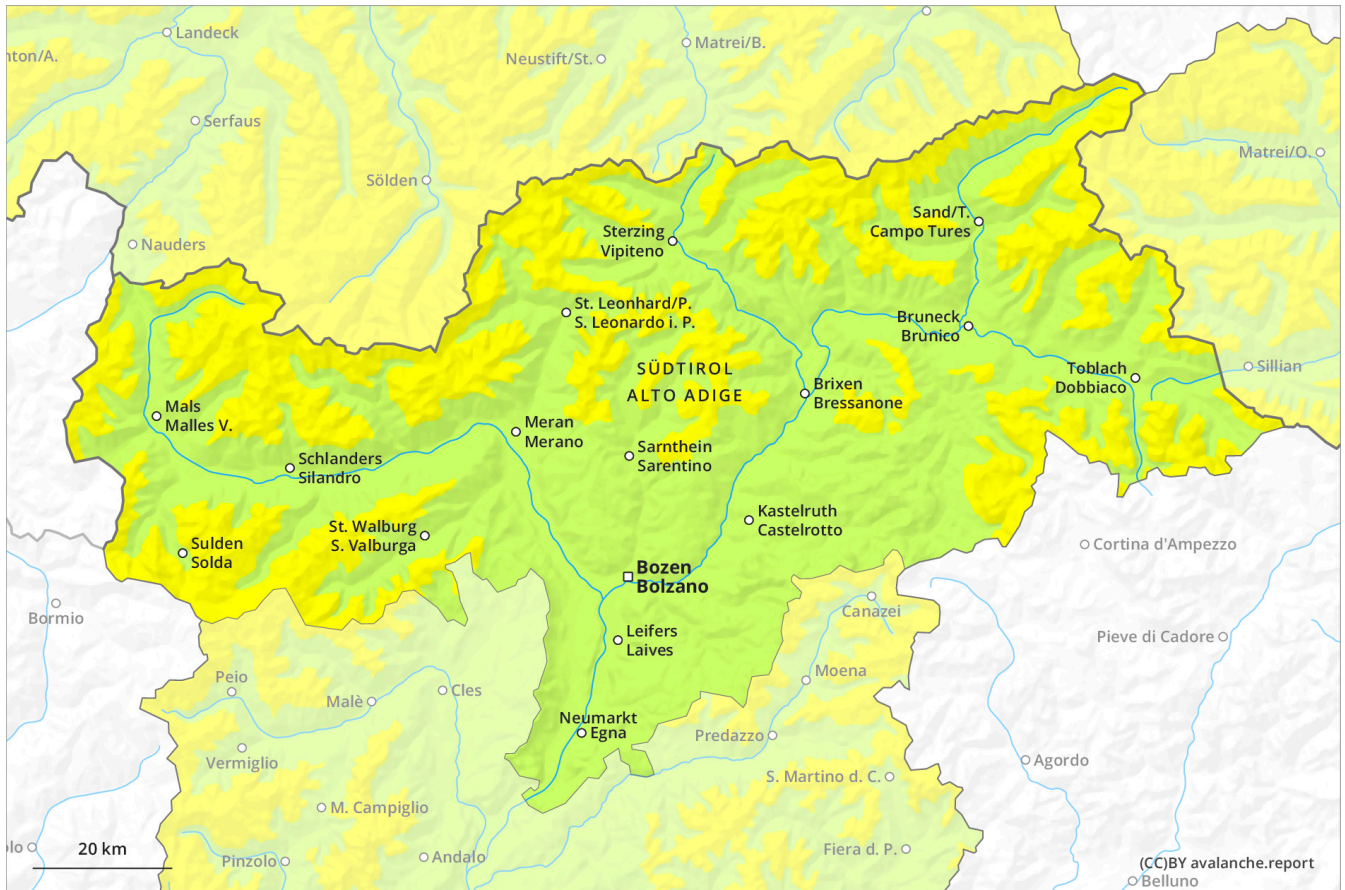 Landeck
Matrei/B.
nton/A.
Neustift/St.
Serfaus
Matrei/O.
Sölden
Sand/T.
Campo Tures
Sterzing
Vipiteno
Nauders
St. Leonhard/P.
S. Leonardo i. P.
Bruneck
Brunico
SÜDTIROL
ALTO ADIGE
Toblach
Dobbiaco
Sillian
Brixen
Bressanone
Mals
Malles V.
Meran
Merano
Sarnthein
Sarentino
Schlanders
Silandro
Kastelruth
Castelrotto
St. Walburg
S. Valburga
Sulden
Solda
Cortina d'Ampezzo
Bozen
Bolzano
Bormio
Canazei
Leifers
Laives
Pieve di Cadore
Peio
Moena
Malè
Cles
Neumarkt
Egna
Predazzo
Vermiglio
Agordo
S. Martino d. C.
M. Campiglio
lo
20 km
Pinzolo
Andalo
Fiera d. P.
(CC)BY avalanche.report
Belluno